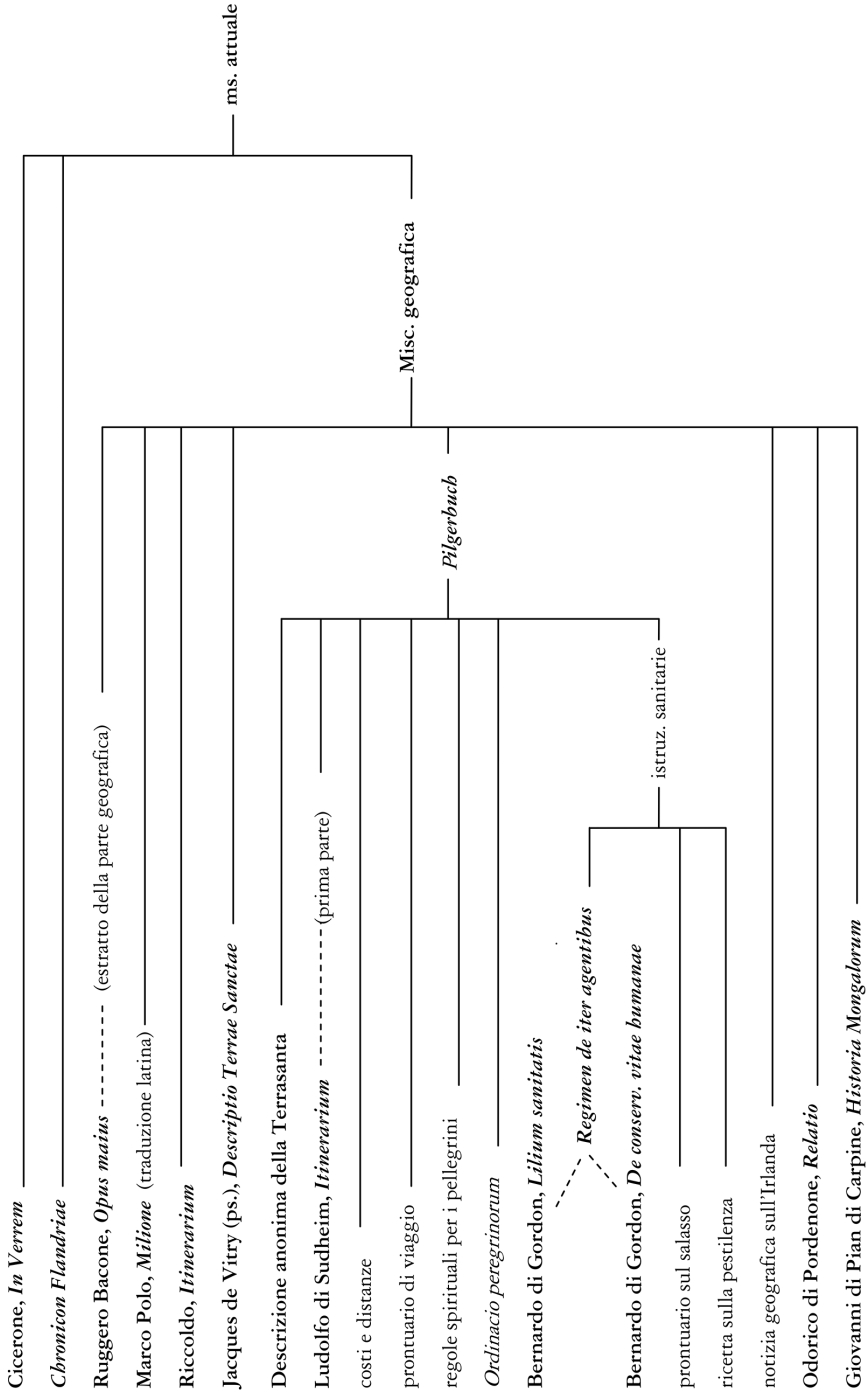 Cicerone, In Verrem
Chronicon Flandriae
Ruggero Bacone, Opus maius (estratto della parte geografica)
Marco Polo, Milione (traduzione latina)
Riccoldo, Itinerarium
Jacques de Vitry (ps.), Descriptio Terrae Sanctae
Descrizione anonima della Terrasanta
Ludolfo di Sudheim, Itinerarium (prima parte)
costi e distanze
prontuario di viaggio
regole spirituali per i pellegrini
Ordinacio peregrinorum
Bernardo di Gordon, Lilium sanitatis
Regimen de iter agentibus
Bernardo di Gordon, De conserv. vitae humanae
prontuario sul salasso
ricetta sulla pestilenza
notizia geografica sull'Irlanda
Odorico di Pordenone, Relatio
Giovanni di Pian di Carpine, Historia Mongalorum
istruz. sanitarie
Pilgerbuch
Misc. geografica
ms. attuale